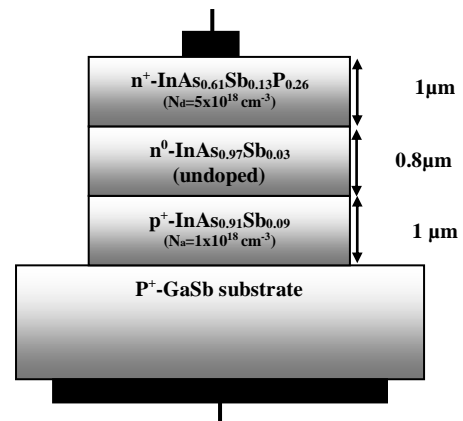 n⁺-InAs₀.₆₁Sb₀.₁₃P₀.₂₆
(N_d=5x10¹⁸ cm⁻³)
1μm
n⁰-InAs₀.₉₇Sb₀.₀₃
(undoped)
0.8μm
p⁺-InAs₀.₉₁Sb₀.₀₉
(Nₐ=1x10¹⁸ cm⁻³)
1 μm
P⁺-GaSb substrate